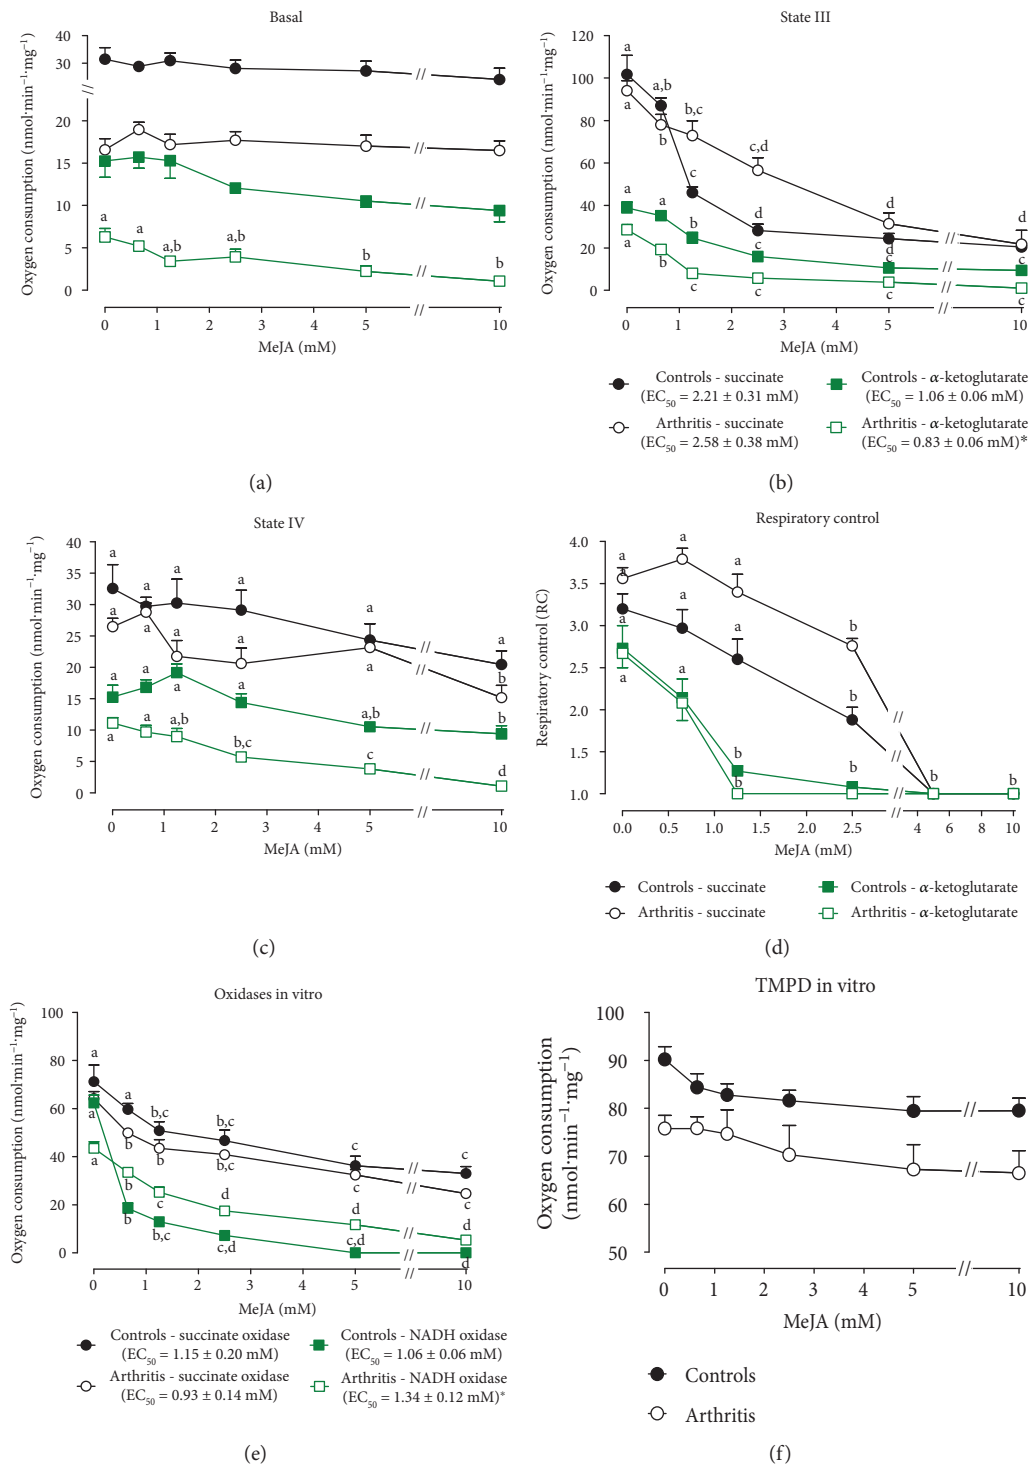 Basal
Oxygen consumption (nmol·min⁻¹·mg⁻¹)
40
30
20
15
10
5
0
a
a
a,b
a,b
b
b
0 1 2 3 4 5 10
MeJA (mM)
(a)
State III
Oxygen consumption (nmol·min⁻¹·mg⁻¹)
120
100
80
60
40
20
0
a
a,b
b,c
c,d
d
d
a
b
c
d
a
a
b
c
d
c
c
a
b
c
c
c
c
0 1 2 3 4 5 10
MeJA (mM)
Controls - succinate
(EC₅₀ = 2.21 ± 0.31 mM)
Controls - α-ketoglutarate
(EC₅₀ = 1.06 ± 0.06 mM)
Arthritis - succinate
(EC₅₀ = 2.58 ± 0.38 mM)
Arthritis - α-ketoglutarate
(EC₅₀ = 0.83 ± 0.06 mM)*
(b)
State IV
Oxygen consumption (nmol·min⁻¹·mg⁻¹)
40
35
30
25
20
15
10
5
0
a
a
a
a
a
a
a
a
a
a
a
b
a
a
a
a
a,b
b
a
a
a,b
b,c
c
d
0 1 2 3 4 5 10
MeJA (mM)
(c)
Respiratory control
Respiratory control (RC)
4.0
3.5
3.0
2.5
2.0
1.5
1.0
a
a
a
b
a
a
a
b
a
a
b
b
a
b
b
b
b
0.0 0.5 1.0 1.5 2.0 2.5 4 6 8 10
MeJA (mM)
Controls - succinate
Controls - α-ketoglutarate
Arthritis - succinate
Arthritis - α-ketoglutarate
(d)
Oxidases in vitro
Oxygen consumption (nmol·min⁻¹·mg⁻¹)
100
80
60
40
20
0
a
a
b,c
b,c
c
c
a
b
b
b,c
c
c
a
b
c
d
d
d
b
b,c
c,d
c,d
d
0 1 2 3 4 5 10
MeJA (mM)
Controls - succinate oxidase
(EC₅₀ = 1.15 ± 0.20 mM)
Controls - NADH oxidase
(EC₅₀ = 1.06 ± 0.06 mM)
Arthritis - succinate oxidase
(EC₅₀ = 0.93 ± 0.14 mM)
Arthritis - NADH oxidase
(EC₅₀ = 1.34 ± 0.12 mM)*
(e)
TMPD in vitro
Oxygen consumption
(nmol·min⁻¹·mg⁻¹)
100
90
80
70
60
50
0 1 2 3 4 5 10
MeJA (mM)
Controls
Arthritis
(f)